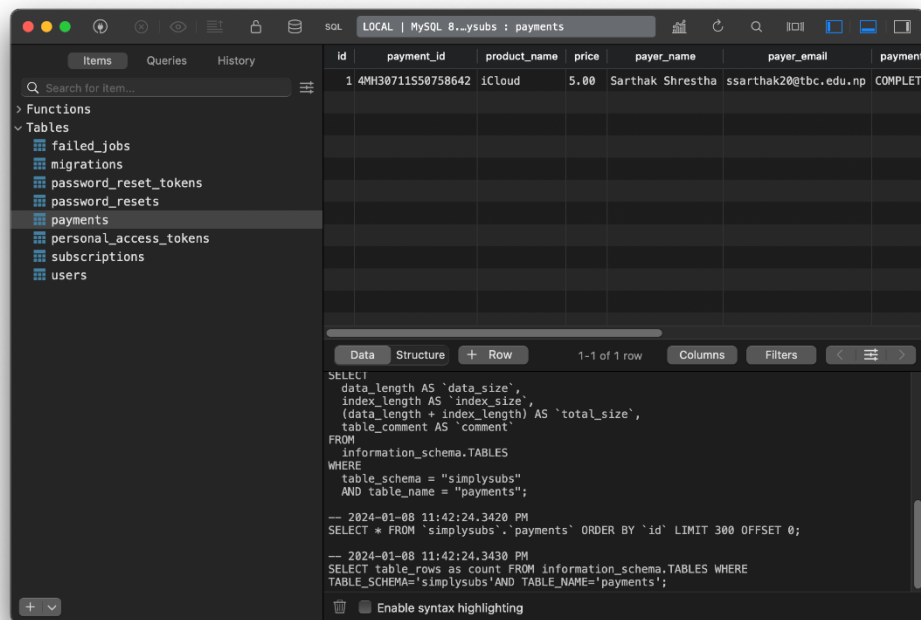 SQL LOCAL | MySQL 8.…ysubs : payments
Items Queries History
Search for item...
Functions
Tables
failed_jobs
migrations
password_reset_tokens
password_resets
payments
personal_access_tokens
subscriptions
users
id payment_id product_name price payer_name payer_email payment
1 4MH30711S50758642 iCloud 5.00 Sarthak Shrestha ssarthak20@tbc.edu.np COMPLET
Data Structure + Row 1-1 of 1 row Columns Filters
SELECT
data_length AS `data_size`,
index_length AS `index_size`,
(data_length + index_length) AS `total_size`,
table_comment AS `comment`
FROM
information_schema.TABLES
WHERE
table_schema = "simplysubs"
AND table_name = "payments";
-- 2024-01-08 11:42:24.3420 PM
SELECT * FROM `simplysubs`.`payments` ORDER BY `id` LIMIT 300 OFFSET 0;
-- 2024-01-08 11:42:24.3430 PM
SELECT table_rows as count FROM information_schema.TABLES WHERE
TABLE_SCHEMA='simplysubs'AND TABLE_NAME='payments';
Enable syntax highlighting